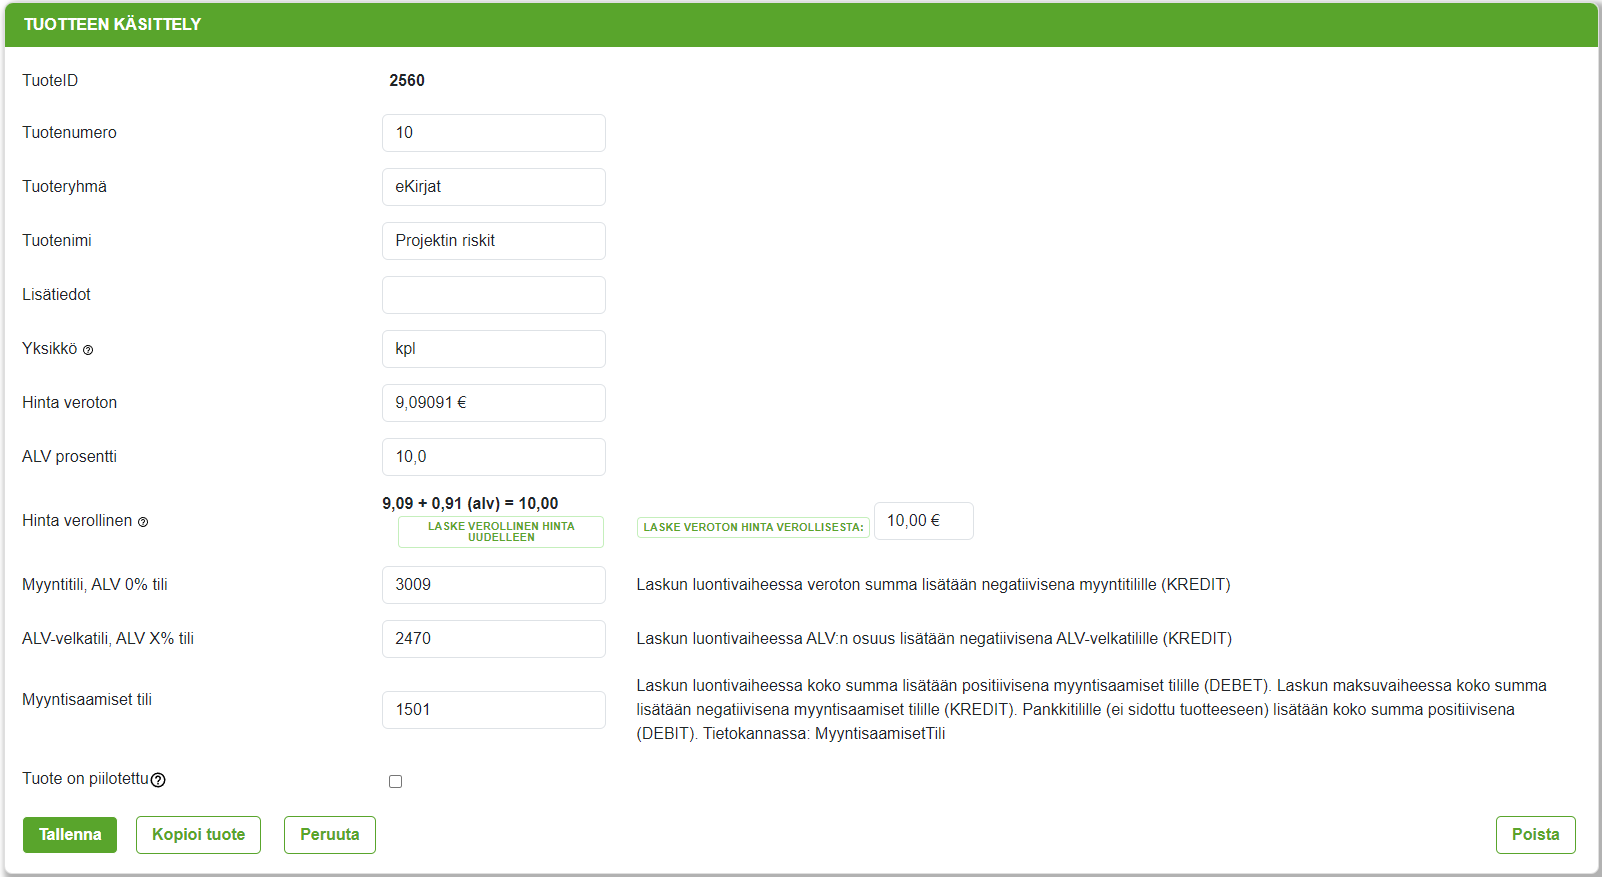 TUOTTEEN KÄSITTELY
TuoteID 2560
Tuotenumero 10
Tuoteryhmä eKirjat
Tuotenimi Projektin riskit
Lisätiedot
Yksikkö kpl
Hinta veroton 9,09091 €
ALV prosentti 10,0
9,09 + 0,91 (alv) = 10,00
Hinta verollinen
LASKE VEROLLINEN HINTA
UUDELLEEN
LASKE VEROTON HINTA VEROLLISESTA: 10,00 €
Myyntitili, ALV 0% tili 3009 Laskun luontivaiheessa veroton summa lisätään negatiivisena myyntitilille (KREDIT)
ALV-velkatili, ALV X% tili 2470 Laskun luontivaiheessa ALV:n osuus lisätään negatiivisena ALV-velkatilille (KREDIT)
Myyntisaamiset tili 1501
Laskun luontivaiheessa koko summa lisätään positiivisena myyntisaamiset tilille (DEBET). Laskun maksuvaiheessa koko summa
lisätään negatiivisena myyntisaamiset tilille (KREDIT). Pankkitilille (ei sidottu tuotteeseen) lisätään koko summa positiivisena
(DEBIT). Tietokannassa: MyyntisaamisetTili
Tuote on piilotettu
Tallenna Kopioi tuote Peruuta Poista